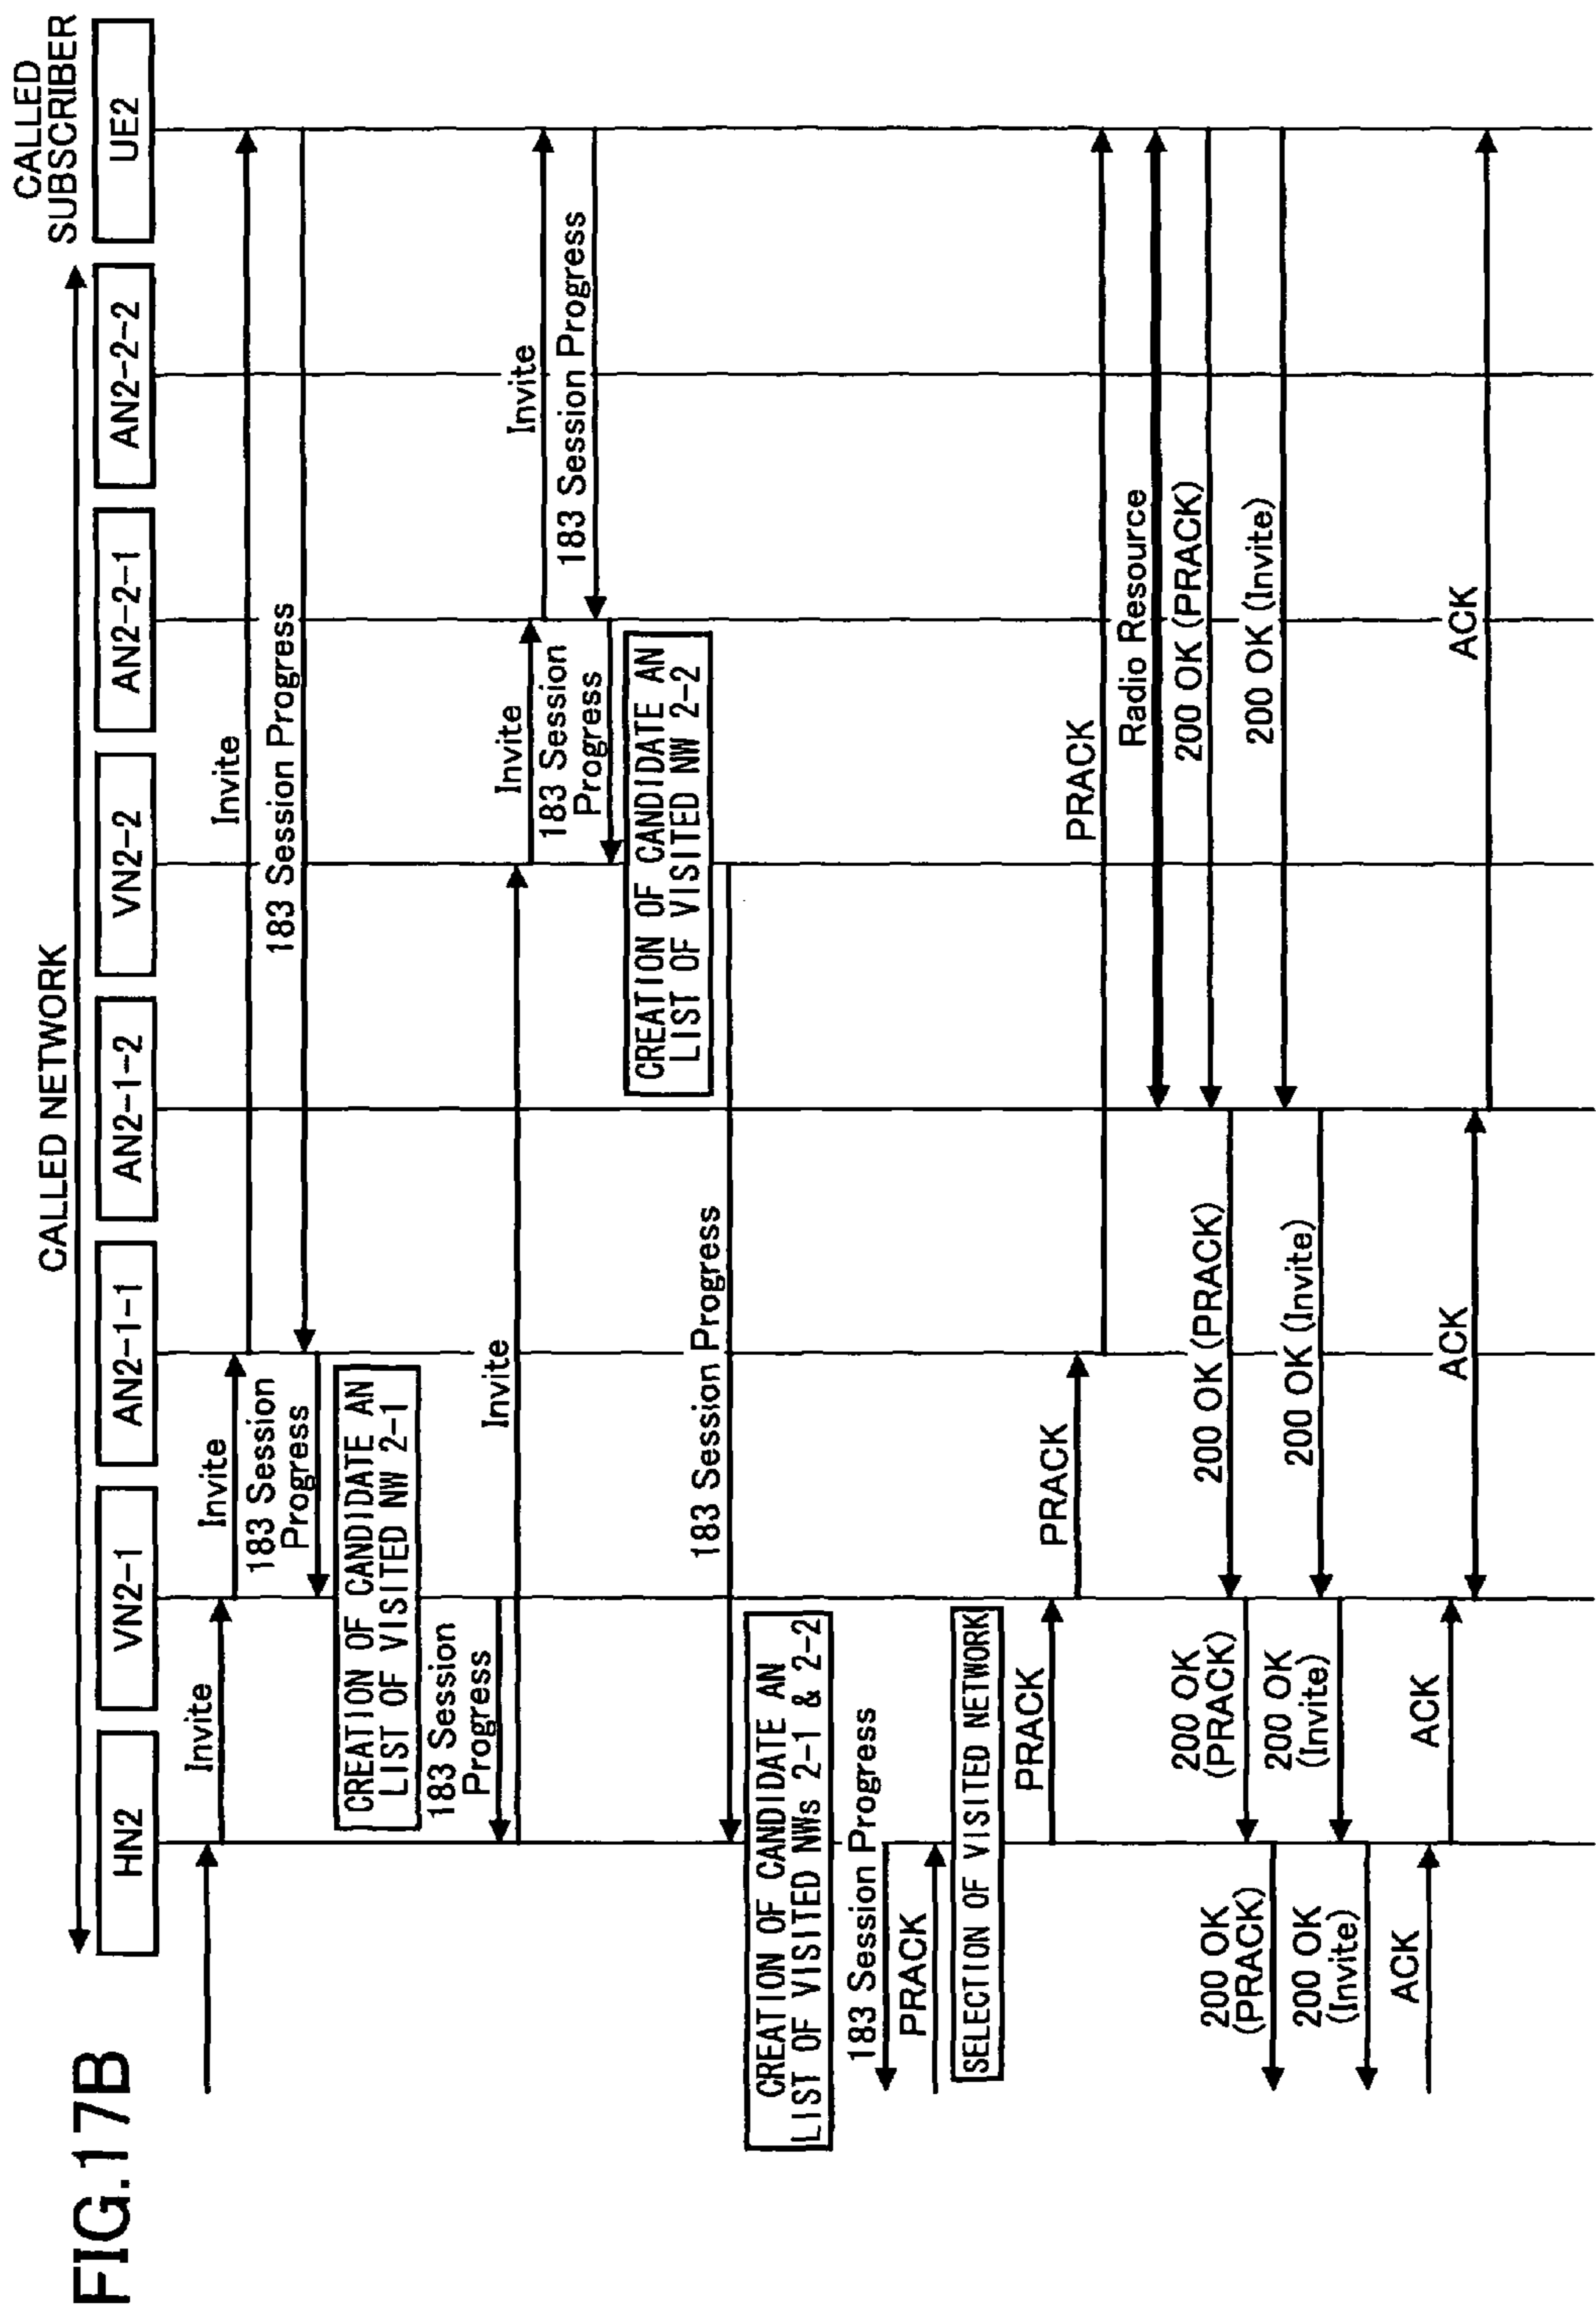 FIG.17B
CALLED NETWORK
CALLED
SUBSCRIBER
HN2
VN2-1
AN2-1-1
AN2-1-2
VN2-2
AN2-2-1
AN2-2-2
UE2
Invite
Invite
Invite
183 Session Progress
183 Session
Progress
CREATION OF CANDIDATE AN
LIST OF VISITED NW 2-1
183 Session
Progress
Invite
Invite
Invite
183 Session Progress
183 Session
Progress
CREATION OF CANDIDATE AN
LIST OF VISITED NW 2-2
183 Session Progress
CREATION OF CANDIDATE AN
LIST OF VISITED NWs 2-1 & 2-2
183 Session Progress
PRACK
SELECTION OF VISITED NETWORK
PRACK
PRACK
PRACK
Radio Resource
200 OK (PRACK)
200 OK (PRACK)
200 OK
(PRACK)
200 OK
(PRACK)
200 OK (Invite)
200 OK (Invite)
200 OK
(Invite)
200 OK
(Invite)
ACK
ACK
ACK
ACK